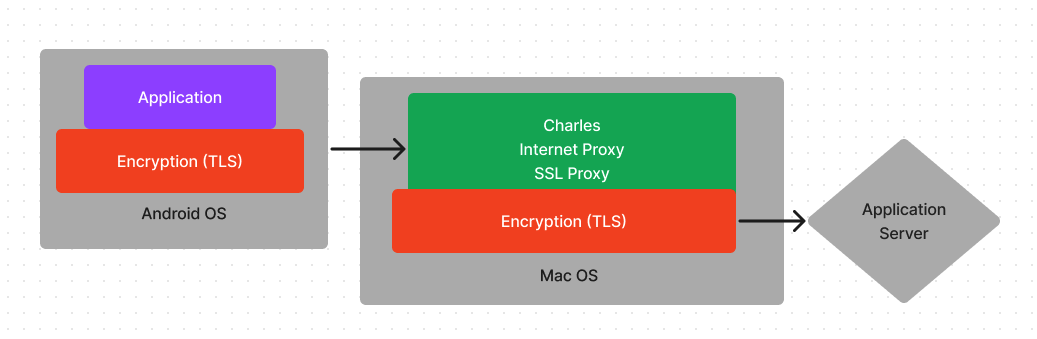 Application
Encryption (TLS)
Android OS
Charles
Internet Proxy
SSL Proxy
Encryption (TLS)
Mac OS
Application
Server